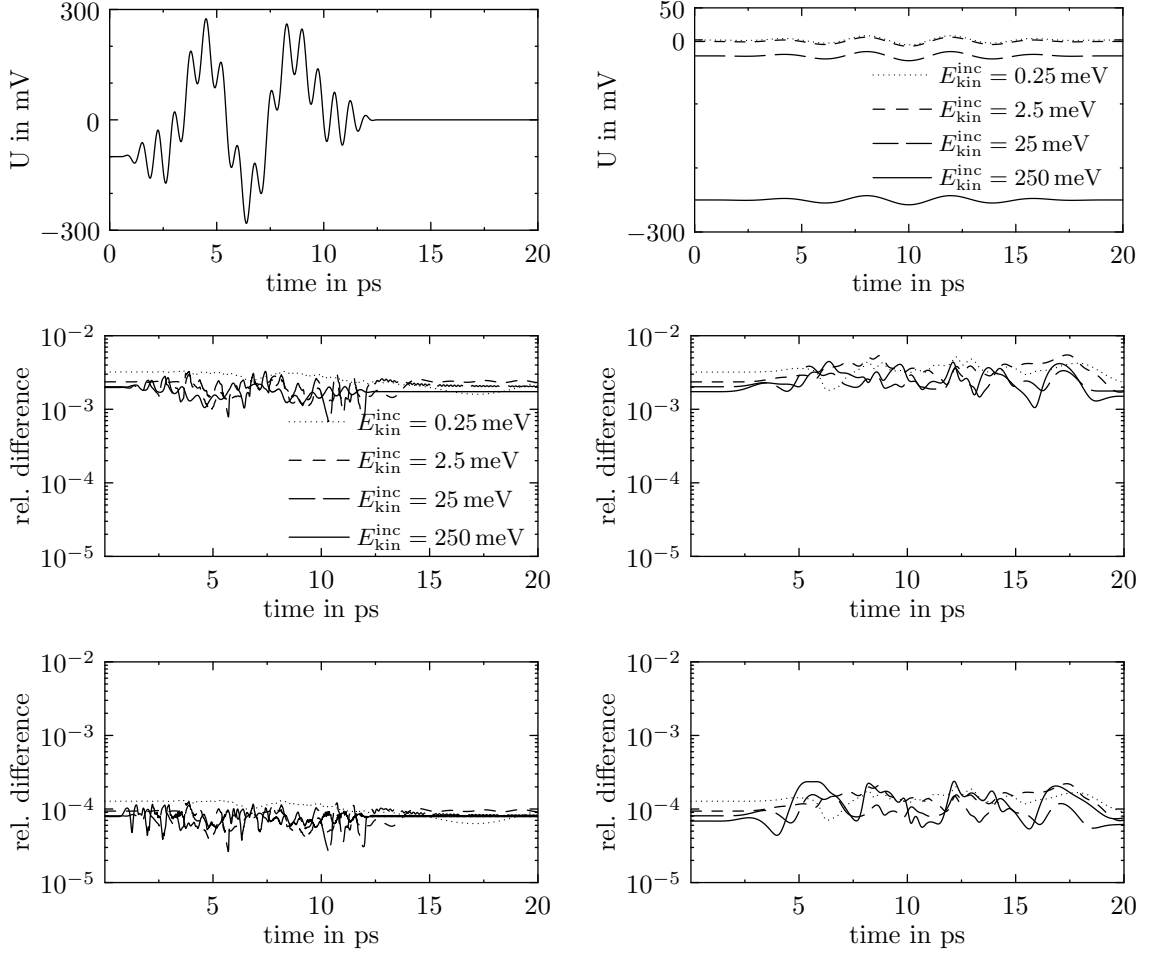 300
0
−300
U in mV
0
5
10
15
20
time in ps
50
0
−300
U in mV
0
5
10
15
20
time in ps
E_kin^inc = 0.25 meV
E_kin^inc = 2.5 meV
E_kin^inc = 25 meV
E_kin^inc = 250 meV
10^−2
10^−3
10^−4
10^−5
rel. difference
5
10
15
20
time in ps
E_kin^inc = 0.25 meV
E_kin^inc = 2.5 meV
E_kin^inc = 25 meV
E_kin^inc = 250 meV
10^−2
10^−3
10^−4
10^−5
rel. difference
5
10
15
20
time in ps
10^−2
10^−3
10^−4
10^−5
rel. difference
5
10
15
20
time in ps
10^−2
10^−3
10^−4
10^−5
rel. difference
5
10
15
20
time in ps